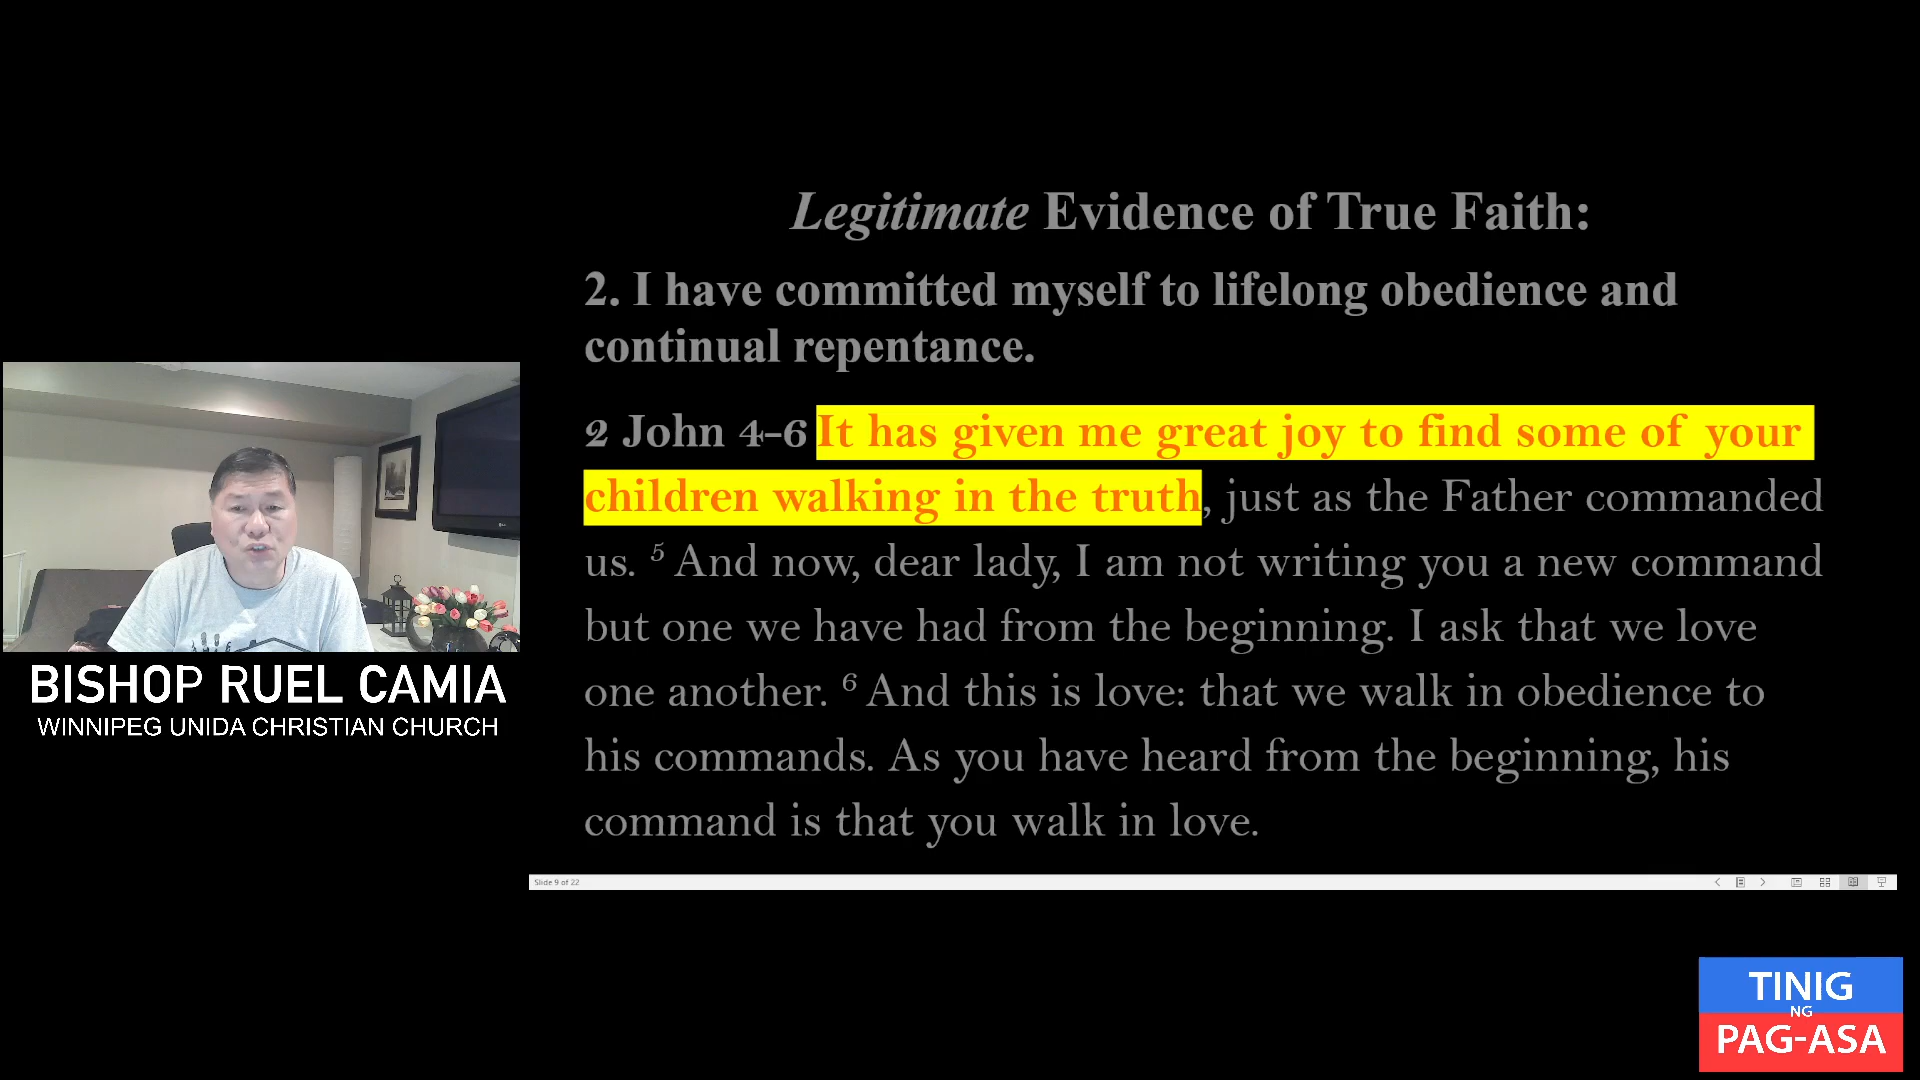 Legitimate Evidence of True Faith:
2. I have committed myself to lifelong obedience and
continual repentance.
2 John 4-6 It has given me great joy to find some of your
children walking in the truth, just as the Father commanded
us. ⁵ And now, dear lady, I am not writing you a new command
but one we have had from the beginning. I ask that we love
one another. ⁶ And this is love: that we walk in obedience to
his commands. As you have heard from the beginning, his
command is that you walk in love.
BISHOP RUEL CAMIA
WINNIPEG UNIDA CHRISTIAN CHURCH
Slide 9 of 22
TINIG
NG
PAG-ASA